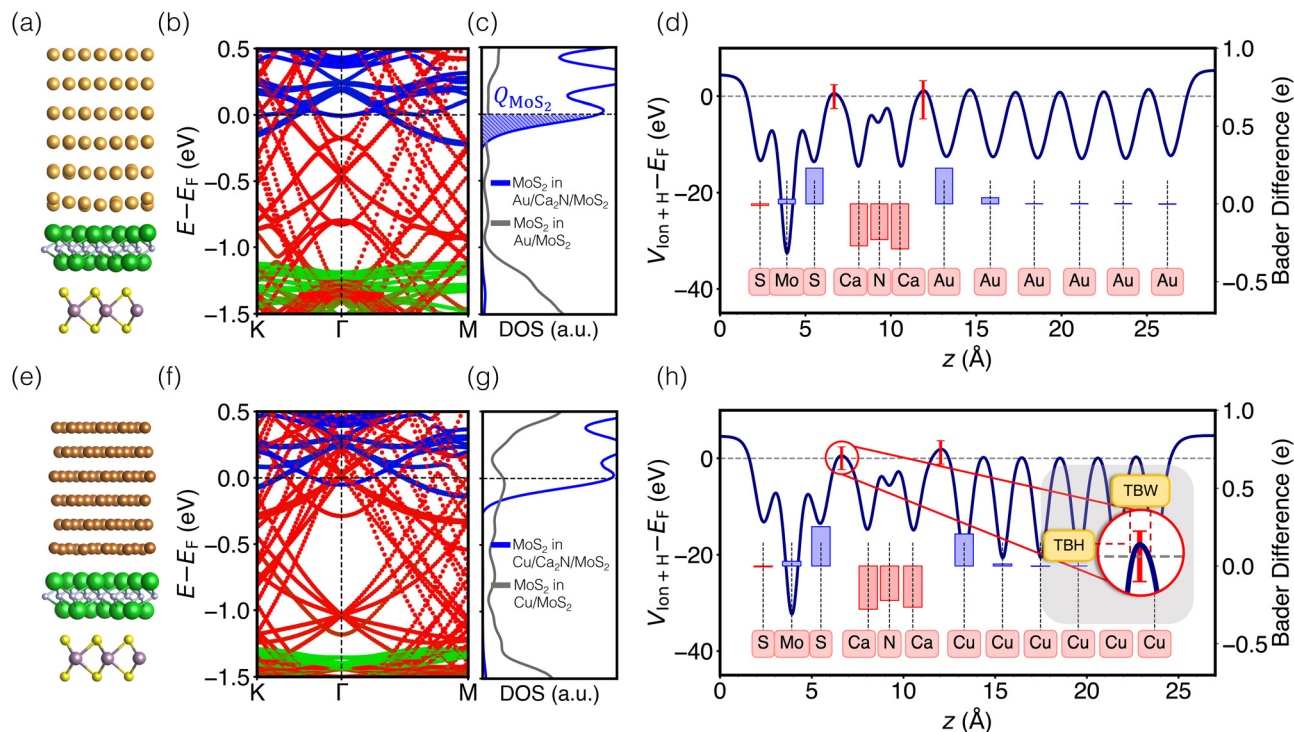 (a)
(b)
(c)
(d)
0.5
0.0
−0.5
−1.0
−1.5
E−E_F (eV)
K
Γ
M
Q_MoS₂
MoS₂ in
Au/Ca₂N/MoS₂
MoS₂ in
Au/MoS₂
DOS (a.u.)
0
−20
−40
V_Ion + H−E_F (eV)
1.0
0.5
0.0
−0.5
Bader Difference (e)
S
Mo
S
Ca
N
Ca
Au
Au
Au
Au
Au
Au
0
5
10
15
20
25
z (Å)
(e)
(f)
(g)
(h)
0.5
0.0
−0.5
−1.0
−1.5
E−E_F (eV)
K
Γ
M
MoS₂ in
Cu/Ca₂N/MoS₂
MoS₂ in
Cu/MoS₂
DOS (a.u.)
0
−20
−40
V_Ion + H−E_F (eV)
1.0
0.5
0.0
−0.5
Bader Difference (e)
TBW
TBH
S
Mo
S
Ca
N
Ca
Cu
Cu
Cu
Cu
Cu
Cu
0
5
10
15
20
25
z (Å)